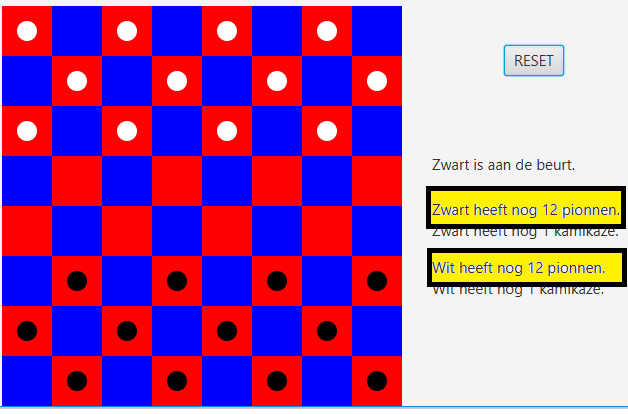 RESET
Zwart is aan de beurt.
Zwart heeft nog 12 pionnen.
Zwart heeft nog 1 kamikaze.
Wit heeft nog 12 pionnen.
Wit heeft nog 1 kamikaze.